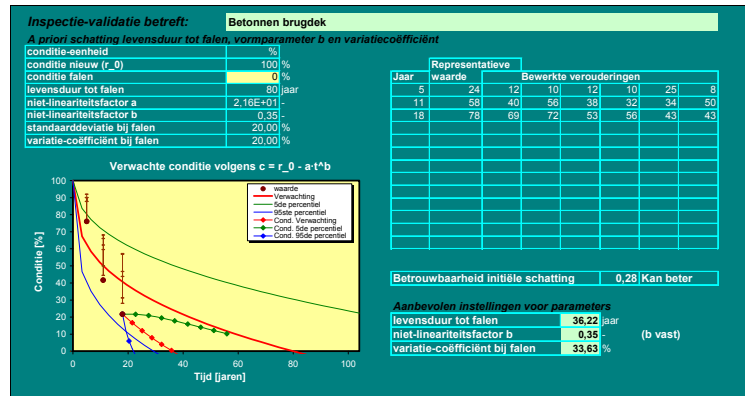 Inspectie-validatie betreft: Betonnen brugdek
A priori schatting levensduur tot falen, vormparameter b en variatiecoëfficiënt
conditie-eenheid %
conditie nieuw (r_0) 100 %
conditie falen 0 %
levensduur tot falen 80 jaar
niet-lineariteitsfactor a 2,16E+01 -
niet-lineariteitsfactor b 0,35 -
standaarddeviatie bij falen 20,00 %
variatie-coëfficiënt bij falen 20,00 %
Representatieve
Jaar waarde Bewerkte verouderingen
5 24 12 10 12 10 25 8
11 58 40 56 38 32 34 50
18 78 69 72 53 56 43 43
Verwachte conditie volgens c = r_0 - a·t^b
Conditie [%]
100
90
80
70
60
50
40
30
20
10
0
0 20 40 60 80 100
Tijd [jaren]
waarde
Verwachting
5de percentiel
95ste percentiel
Cond. Verwachting
Cond. 5de percentiel
Cond. 95de percentiel
Betrouwbaarheid initiële schatting 0,28 Kan beter
Aanbevolen instellingen voor parameters
levensduur tot falen 36,22 jaar
niet-lineariteitsfactor b 0,35 - (b vast)
variatie-coëfficiënt bij falen 33,63 %